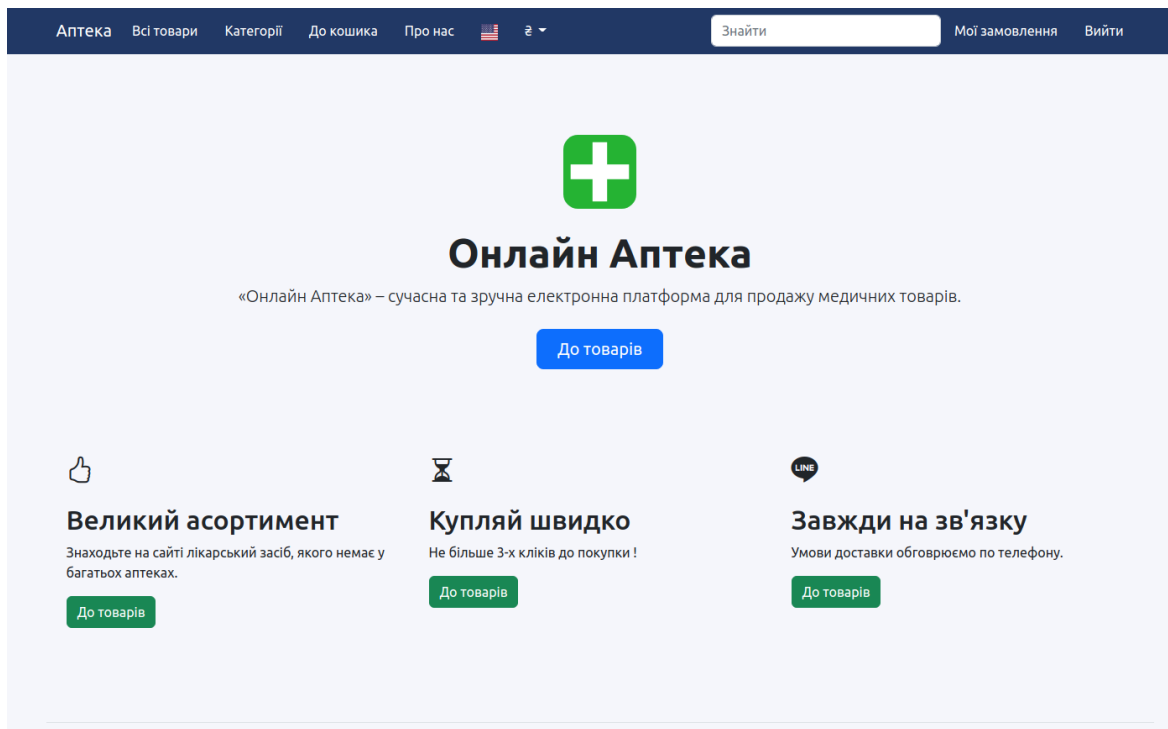 Аптека Всі товари Категорії До кошика Про нас ₴ Знайти Мої замовлення Вийти
Онлайн Аптека
«Онлайн Аптека» – сучасна та зручна електронна платформа для продажу медичних товарів.
До товарів
LINE
Великий асортимент
Знаходьте на сайті лікарський засіб, якого немає у
багатьох аптеках.
До товарів
Купляй швидко
Не більше 3-х кліків до покупки !
До товарів
Завжди на зв'язку
Умови доставки обговрюємо по телефону.
До товарів